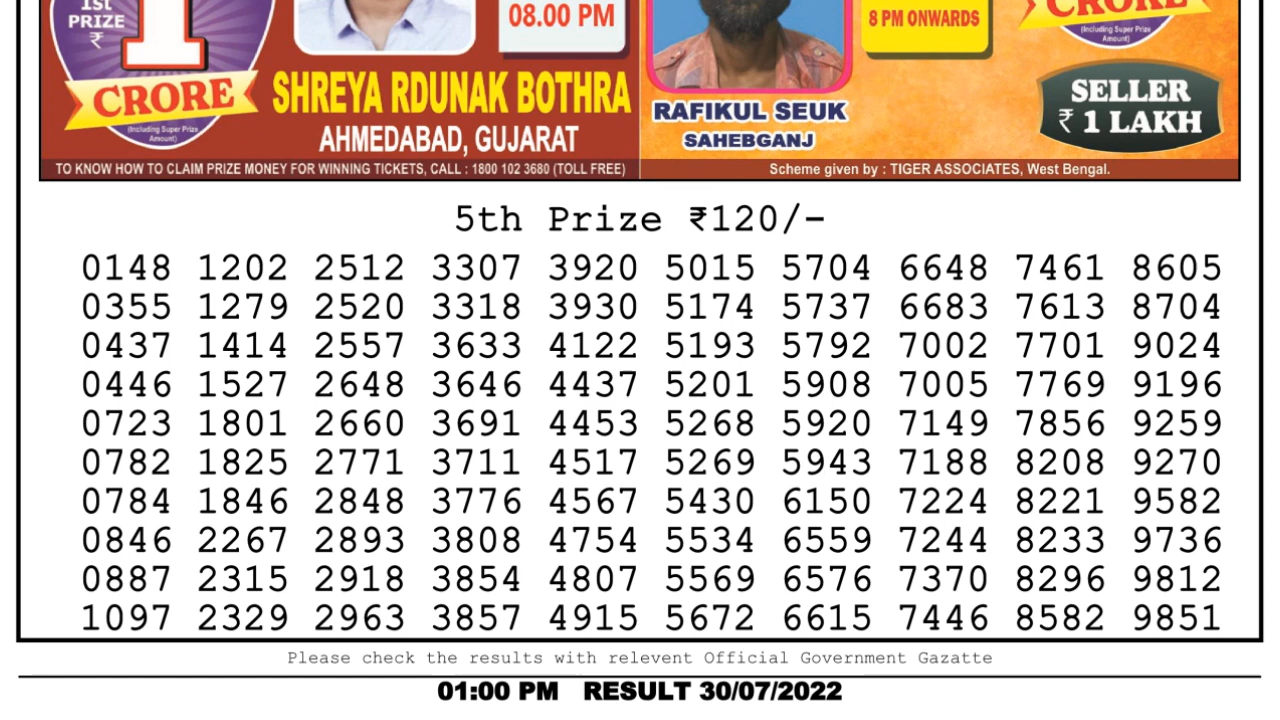 1st
PRIZE
₹
1
CRORE
(Including Super Prize
Amount)
08.00 PM
SHREYA RDUNAK BOTHRA
AHMEDABAD, GUJARAT
RAFIKUL SEUK
SAHEBGANJ
8 PM ONWARDS
CRORE
(Including Super Prize
Amount)
SELLER
₹ 1 LAKH
TO KNOW HOW TO CLAIM PRIZE MONEY FOR WINNING TICKETS, CALL : 1800 102 3680 (TOLL FREE)
Scheme given by : TIGER ASSOCIATES, West Bengal.
5th Prize ₹120/-
0148 1202 2512 3307 3920 5015 5704 6648 7461 8605
0355 1279 2520 3318 3930 5174 5737 6683 7613 8704
0437 1414 2557 3633 4122 5193 5792 7002 7701 9024
0446 1527 2648 3646 4437 5201 5908 7005 7769 9196
0723 1801 2660 3691 4453 5268 5920 7149 7856 9259
0782 1825 2771 3711 4517 5269 5943 7188 8208 9270
0784 1846 2848 3776 4567 5430 6150 7224 8221 9582
0846 2267 2893 3808 4754 5534 6559 7244 8233 9736
0887 2315 2918 3854 4807 5569 6576 7370 8296 9812
1097 2329 2963 3857 4915 5672 6615 7446 8582 9851
Please check the results with relevent Official Government Gazatte
01:00 PM RESULT 30/07/2022